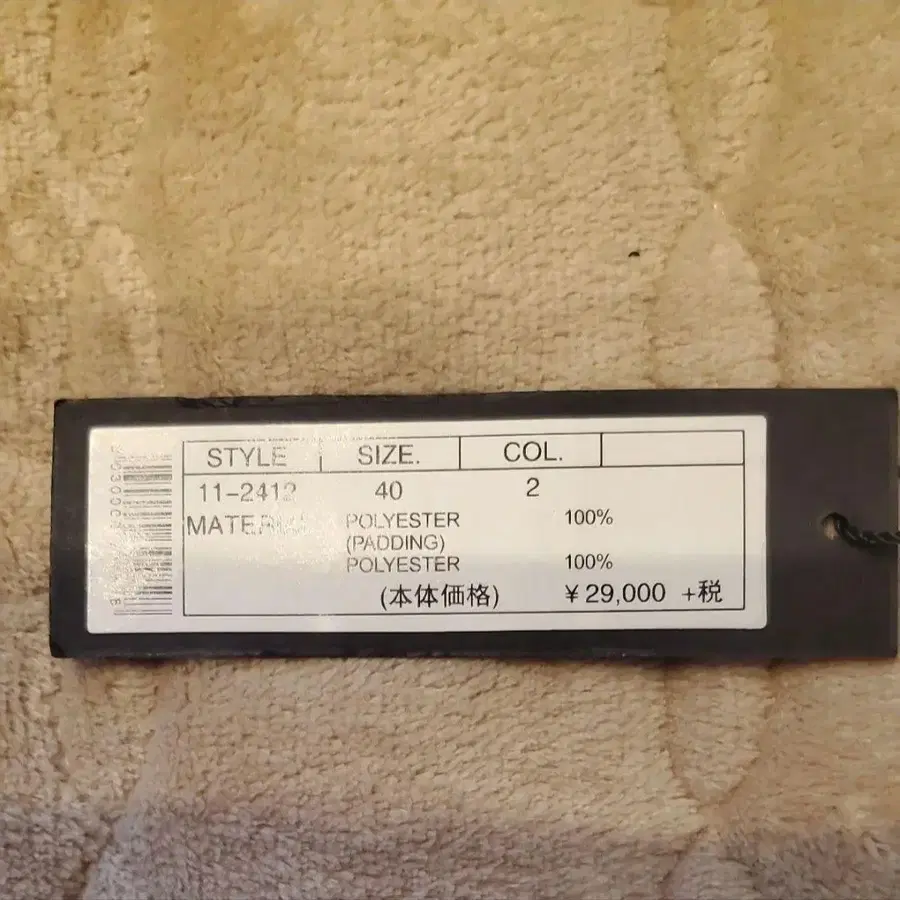 STYLE SIZE. COL.
11-2412 40 2
MATERIAL POLYESTER 100%
(PADDING)
POLYESTER 100%
(本体価格) ¥29,000 +税